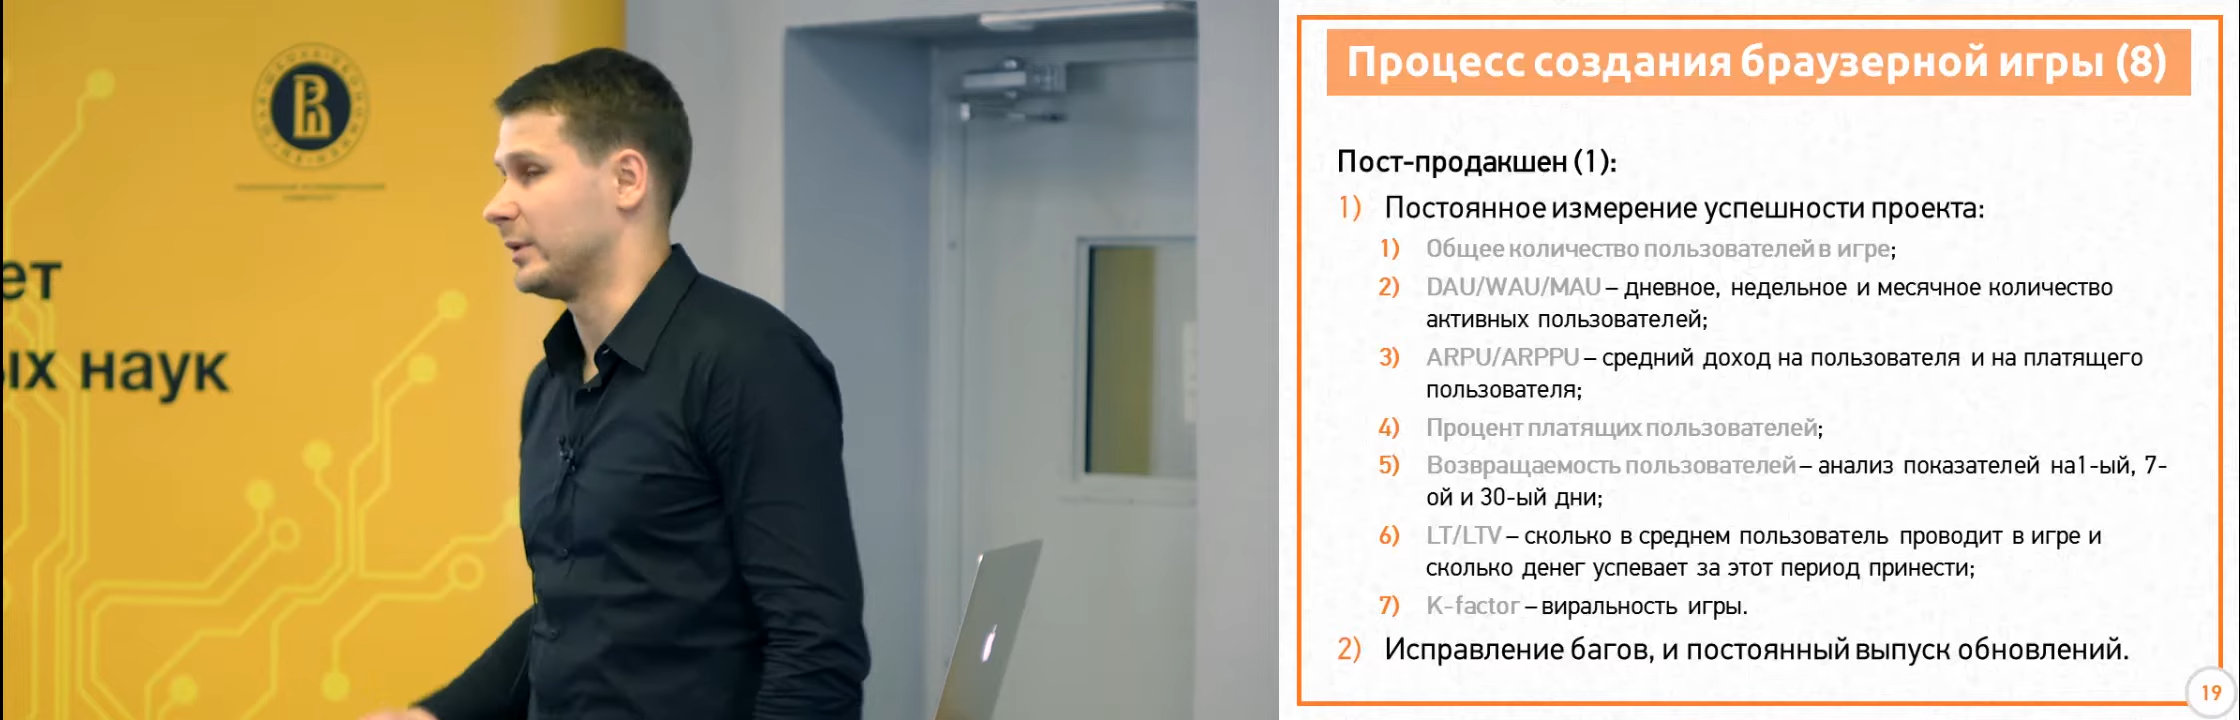 ет
ых наук
Процесс создания браузерной игры (8)
Пост-продакшен (1):
1) Постоянное измерение успешности проекта:
1) Общее количество пользователей в игре;
2) DAU/WAU/MAU – дневное, недельное и месячное количество
активных пользователей;
3) ARPU/ARPPU – средний доход на пользователя и на платящего
пользователя;
4) Процент платящих пользователей;
5) Возвращаемость пользователей – анализ показателей на1-ый, 7-
ой и 30-ый дни;
6) LT/LTV – сколько в среднем пользователь проводит в игре и
сколько денег успевает за этот период принести;
7) K-factor – виральность игры.
2) Исправление багов, и постоянный выпуск обновлений.
19